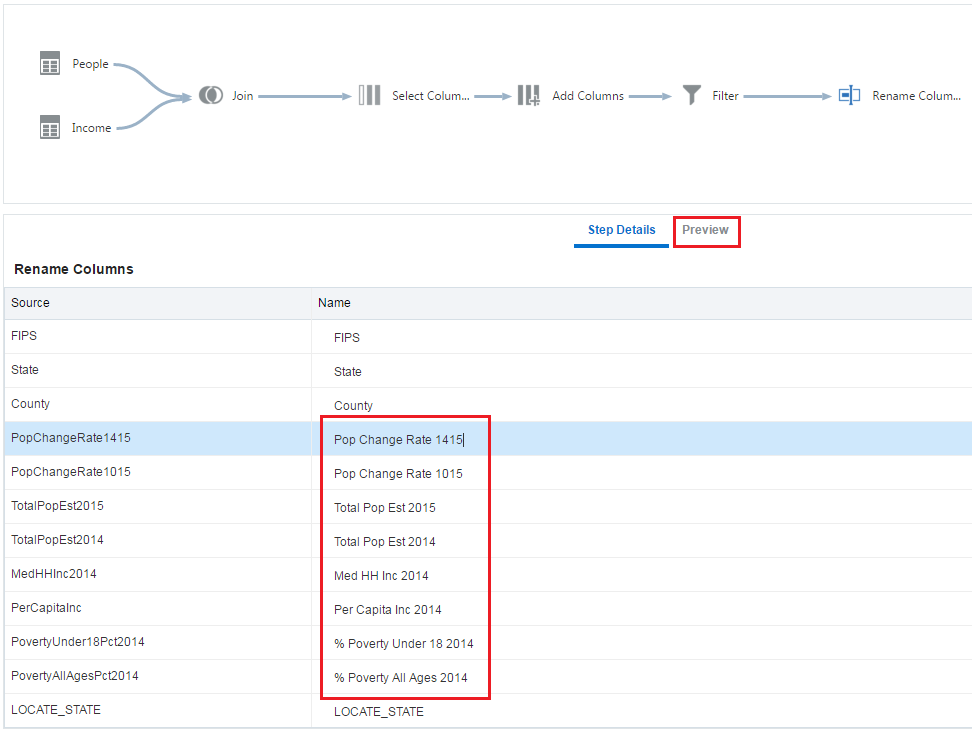 People
Income
Join
Select Colum...
Add Columns
Filter
Rename Colum...
Step Details Preview
Rename Columns
Source Name
FIPS FIPS
State State
County County
PopChangeRate1415 Pop Change Rate 1415
PopChangeRate1015 Pop Change Rate 1015
TotalPopEst2015 Total Pop Est 2015
TotalPopEst2014 Total Pop Est 2014
MedHHInc2014 Med HH Inc 2014
PerCapitaInc Per Capita Inc 2014
PovertyUnder18Pct2014 % Poverty Under 18 2014
PovertyAllAgesPct2014 % Poverty All Ages 2014
LOCATE_STATE LOCATE_STATE